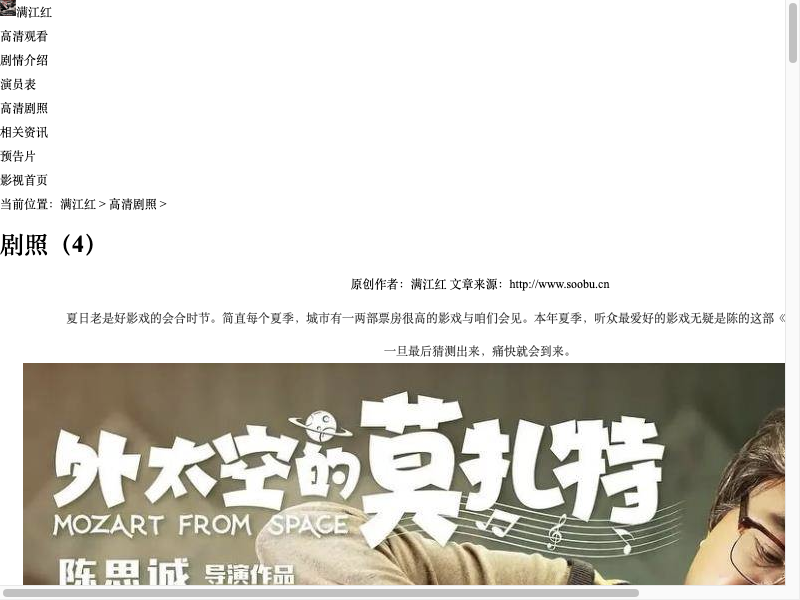 满江红
高清观看
剧情介绍
演员表
高清剧照
相关资讯
预告片
影视首页
当前位置：满江红 > 高清剧照 >
剧照（4）
原创作者：满江红 文章来源：http://www.soobu.cn
夏日老是好影戏的会合时节。简直每个夏季，城市有一两部票房很高的影戏与咱们会见。本年夏季，听众最爱好的影戏无疑是陈的这部《
一旦最后猜测出来，痛快就会到来。
外太空的莫扎特
MOZART FROM SPACE
陈思诚 导演作品